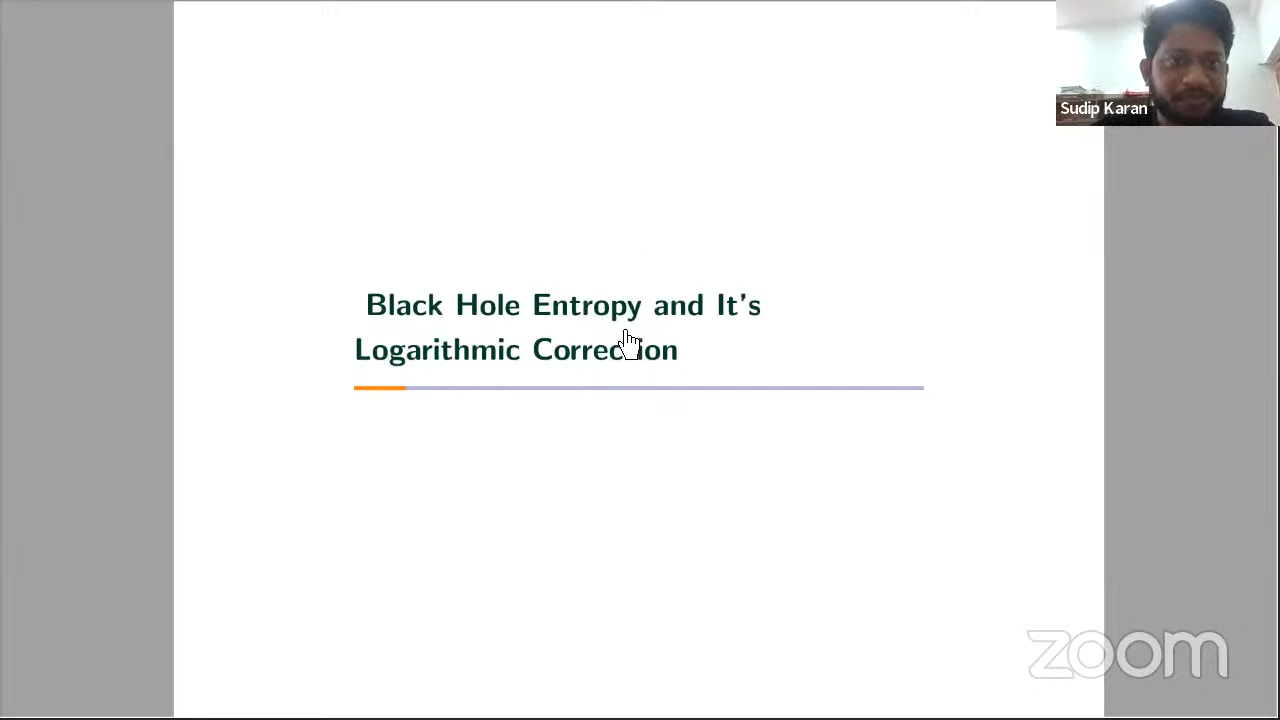 Black Hole Entropy and It's
Logarithmic Correction
Sudip Karan
zoom